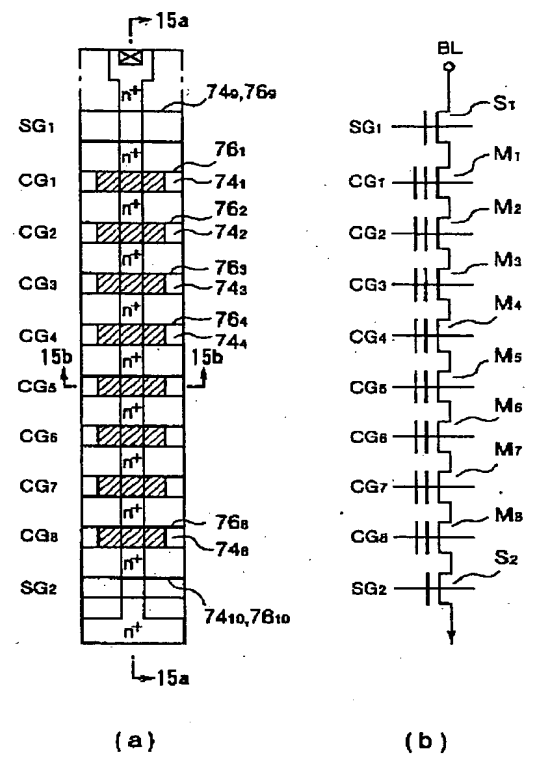 15a
BL
n+
74₉,76₉
S₁
SG₁
SG₁
n+
76₁
M₁
CG₁
74₁
CG₁
n+
76₂
M₂
CG₂
74₂
CG₂
n+
76₃
M₃
CG₃
74₃
CG₃
n+
76₄
M₄
CG₄
74₄
CG₄
15b
n+
15b
M₅
CG₅
CG₅
n+
M₆
CG₆
CG₆
n+
M₇
CG₇
CG₇
n+
76₈
M₈
CG₈
74₈
CG₈
n+
S₂
SG₂
SG₂
74₁₀,76₁₀
n+
15a
(a)
(b)